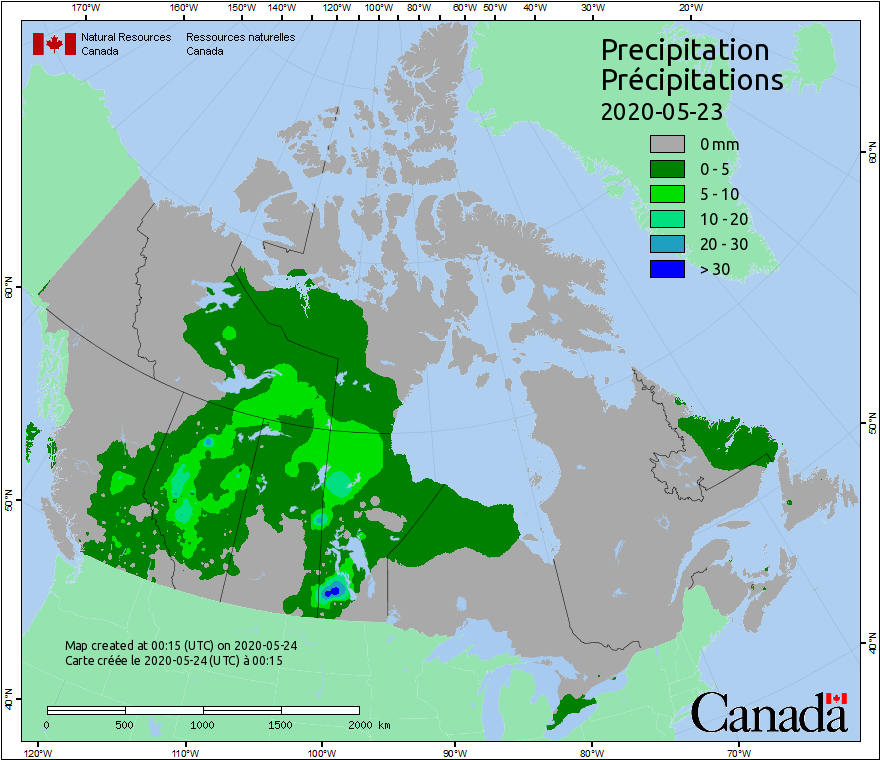 170°W 160°W 150°W 140°W 120°W 100°W 80°W 60°W 50°W 40°W 30°W 20°W
Natural Resources Ressources naturelles
Canada Canada
Precipitation
Précipitations
2020-05-23
0 mm
0 - 5
5 - 10
10 - 20
20 - 30
> 30
60°N
60°N
50°N
50°N
40°N
40°N
Map created at 00:15 (UTC) on 2020-05-24
Carte créée le 2020-05-24 (UTC) à 00:15
0 500 1000 1500 2000 km
Canada
120°W 110°W 100°W 90°W 80°W 70°W